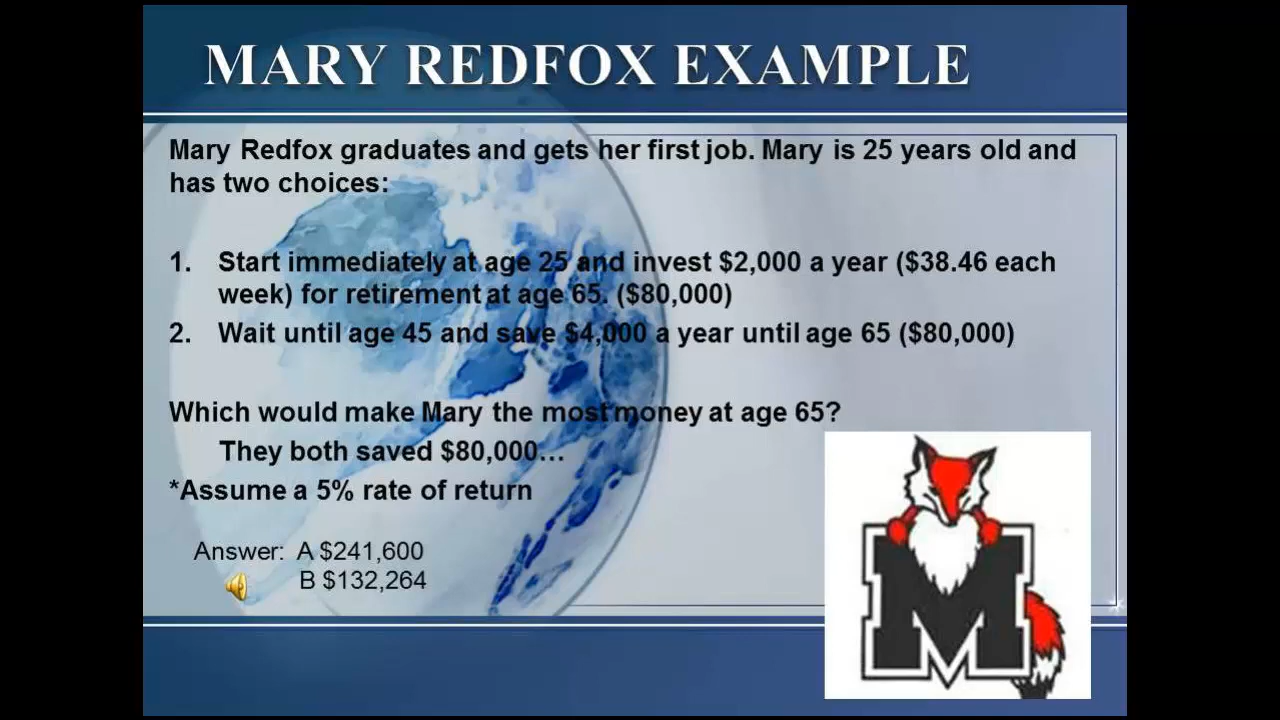 MARY REDFOX EXAMPLE
Mary Redfox graduates and gets her first job. Mary is 25 years old and
has two choices:
1. Start immediately at age 25 and invest $2,000 a year ($38.46 each
week) for retirement at age 65. ($80,000)
2. Wait until age 45 and save $4,000 a year until age 65 ($80,000)
Which would make Mary the most money at age 65?
They both saved $80,000…
*Assume a 5% rate of return
Answer: A $241,600
B $132,264
M